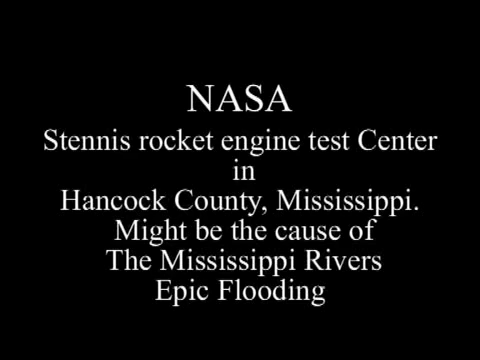 NASA
Stennis rocket engine test Center
in
Hancock County, Mississippi.
Might be the cause of
The Mississippi Rivers
Epic Flooding